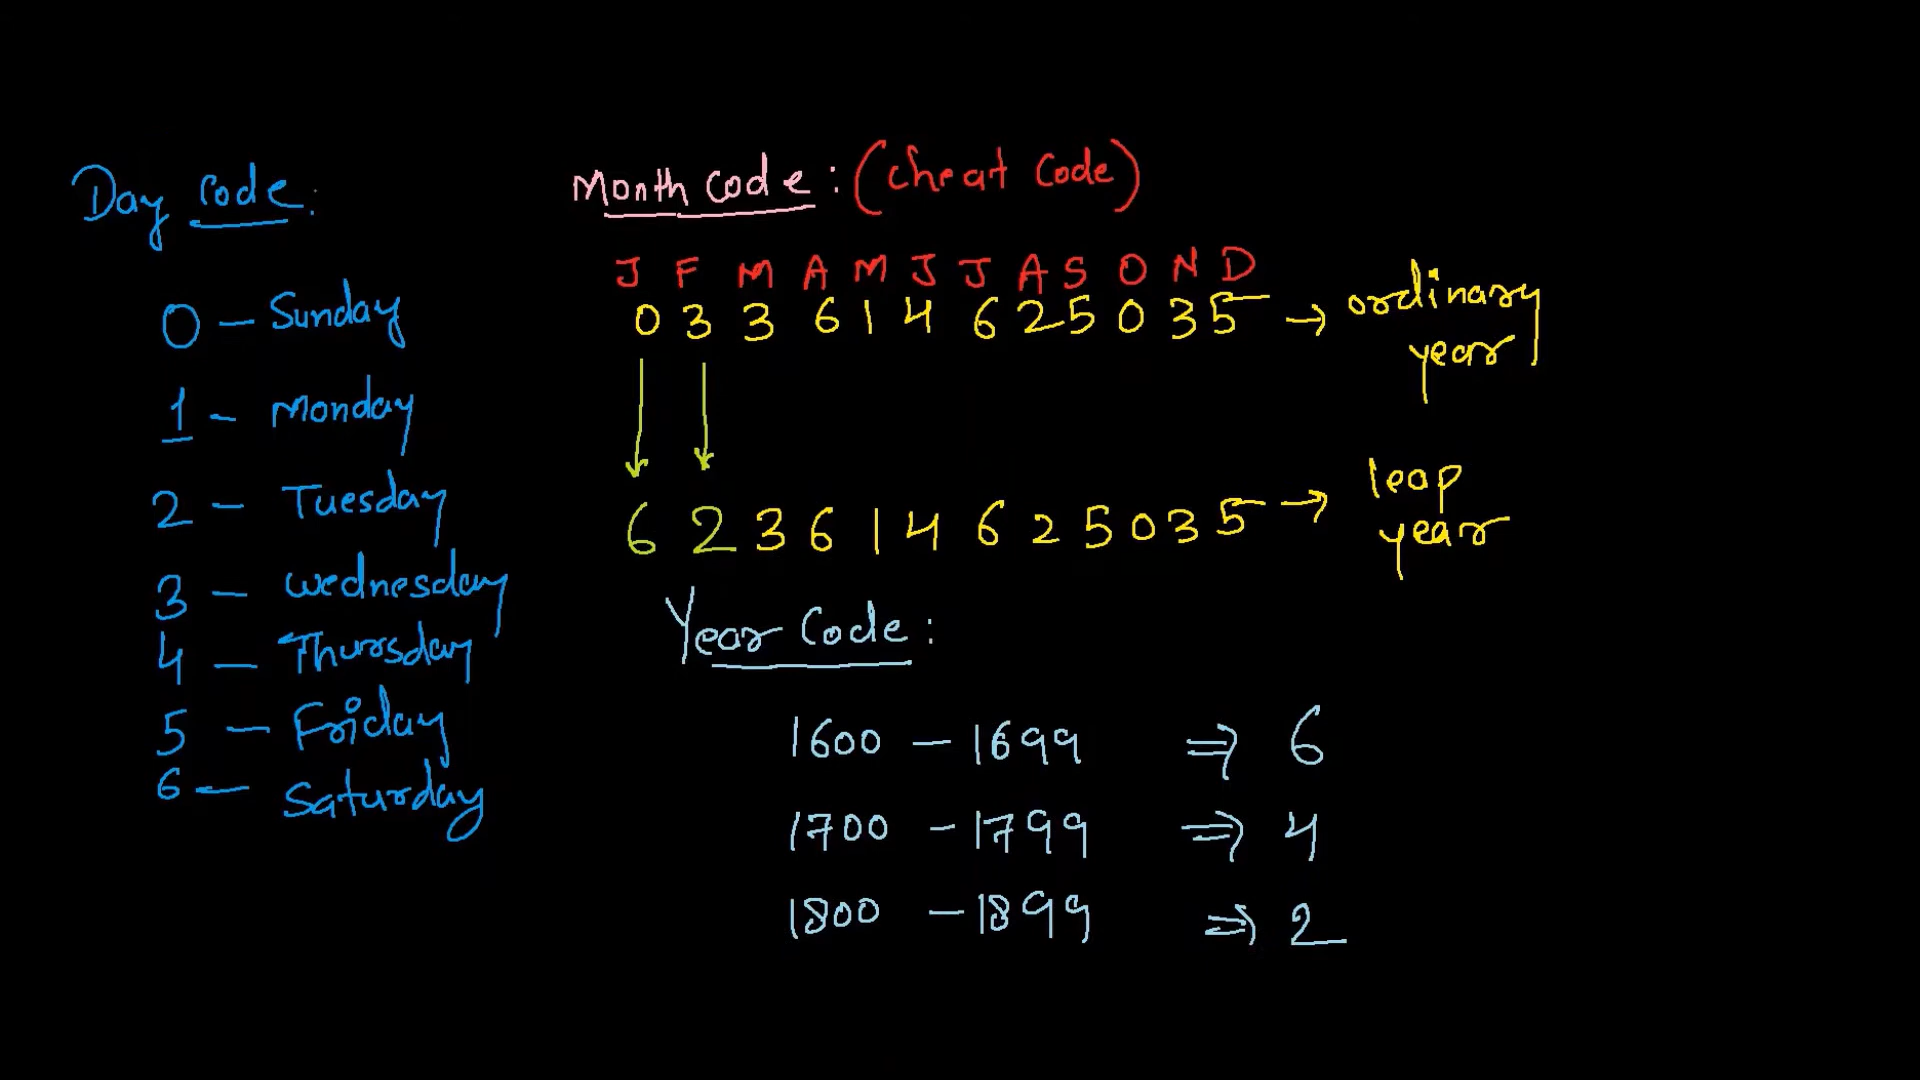 Day Code:
0 – Sunday
1 – Monday
2 – Tuesday
3 – Wednesday
4 – Thursday
5 – Friday
6 – Saturday
Month Code: (Cheat Code)
J F M A M J J A S O N D
0 3 3 6 1 4 6 2 5 0 3 5 → ordinary year
6 2 3 6 1 4 6 2 5 0 3 5 → leap year
Year Code:
1600 – 1699 ⇒ 6
1700 – 1799 ⇒ 4
1800 – 1899 ⇒ 2